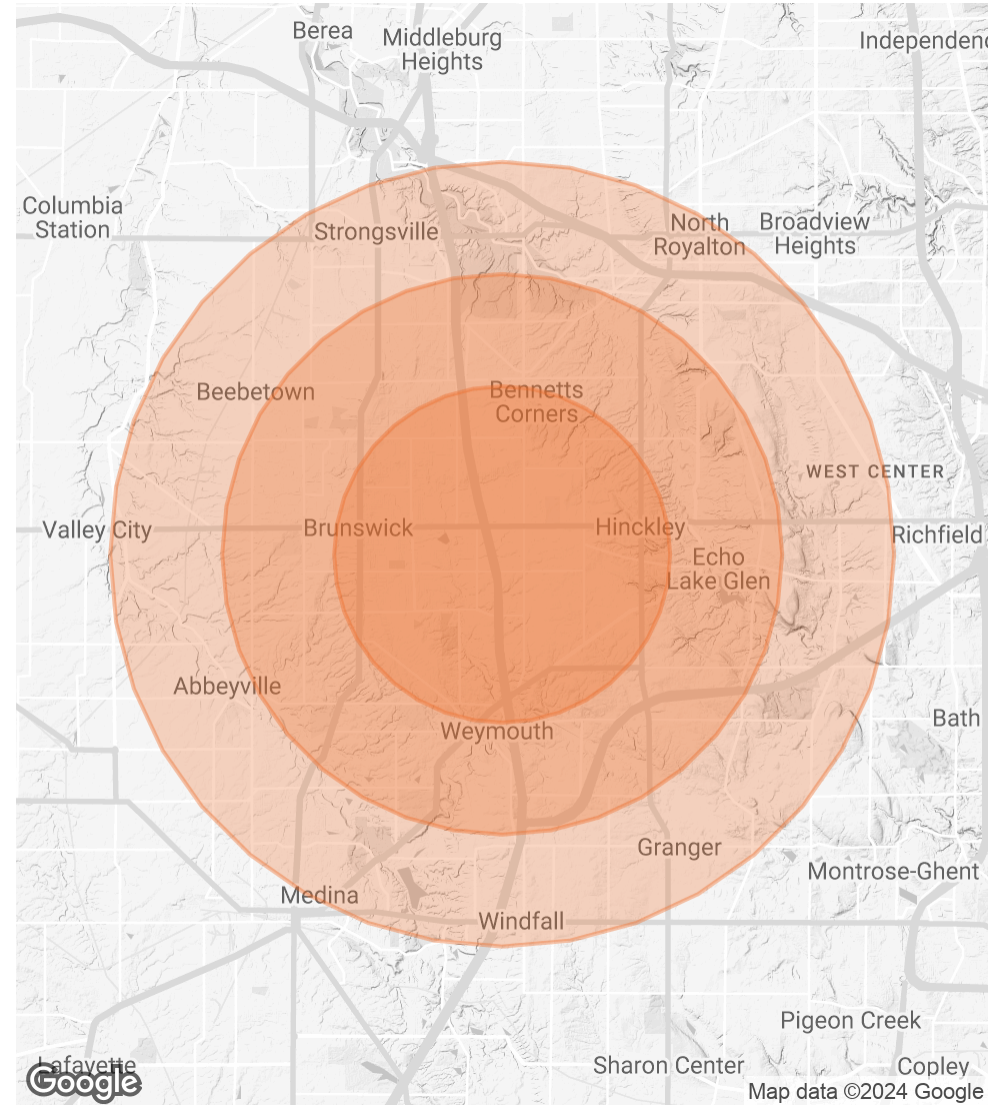 Berea
Middleburg
Heights
Independenc
Columbia
Station
Strongsville
North
Royalton
Broadview
Heights
Beebetown
Bennetts
Corners
WEST CENTER
Valley City
Brunswick
Hinckley
Richfield
Echo
Lake Glen
Abbeyville
Weymouth
Bath
Granger
Montrose-Ghent
Medina
Windfall
Pigeon Creek
Lafayette
Sharon Center
Copley
Google
Map data ©2024 Google